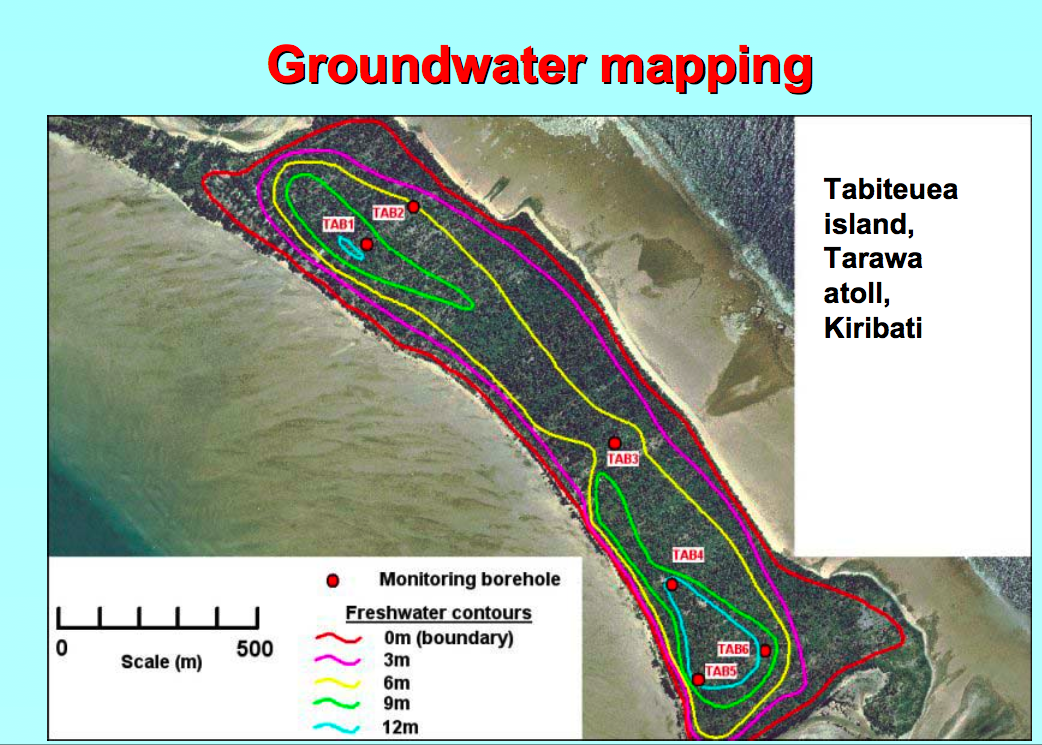 Groundwater mapping
Tabiteuea
island,
Tarawa
atoll,
Kiribati
TAB2
TAB1
TAB3
TAB4
TAB6
TAB5
Monitoring borehole
Freshwater contours
0m (boundary)
3m
6m
9m
12m
0
500
Scale (m)